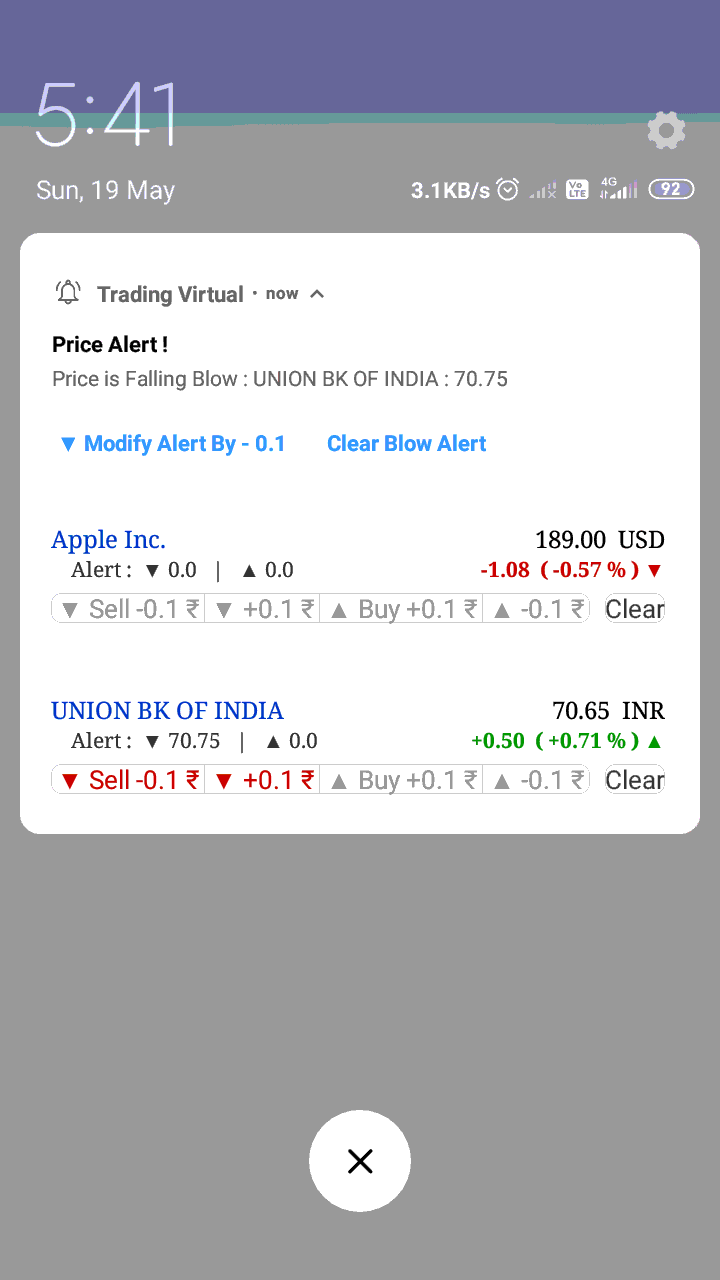 5:41
Sun, 19 May 3.1KB/s Vo LTE 4G 92
Trading Virtual · now
Price Alert !
Price is Falling Blow : UNION BK OF INDIA : 70.75
▼ Modify Alert By - 0.1 Clear Blow Alert
Apple Inc. 189.00 USD
Alert : ▼ 0.0 | ▲ 0.0 -1.08 ( -0.57 % ) ▼
▼ Sell -0.1 ₹ ▼ +0.1 ₹ ▲ Buy +0.1 ₹ ▲ -0.1 ₹ Clear
UNION BK OF INDIA 70.65 INR
Alert : ▼ 70.75 | ▲ 0.0 +0.50 ( +0.71 % ) ▲
▼ Sell -0.1 ₹ ▼ +0.1 ₹ ▲ Buy +0.1 ₹ ▲ -0.1 ₹ Clear